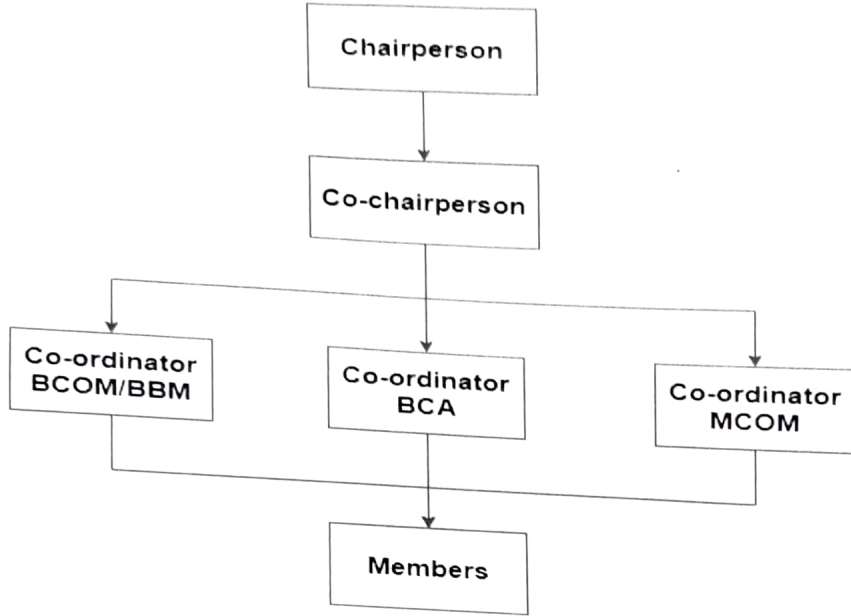 Chairperson
Co-chairperson
Co-ordinator
BCOM/BBM
Co-ordinator
BCA
Co-ordinator
MCOM
Members